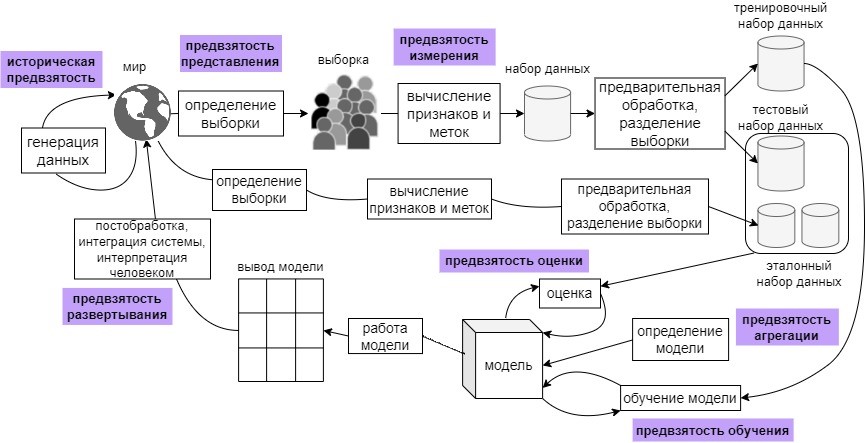 тренировочный
набор данных
историческая
предвзятость
мир
предвзятость
представления
выборка
предвзятость
измерения
набор данных
определение
выборки
вычисление
признаков и
меток
предварительная
обработка,
разделение
выборки
тестовый
набор данных
генерация
данных
определение
выборки
вычисление
признаков и меток
предварительная
обработка,
разделение выборки
постобработка,
интеграция системы,
интерпретация
человеком
вывод модели
предвзятость оценки
эталонный
набор данных
предвзятость
развертывания
оценка
работа
модели
модель
определение
модели
предвзятость
агрегации
обучение модели
предвзятость обучения